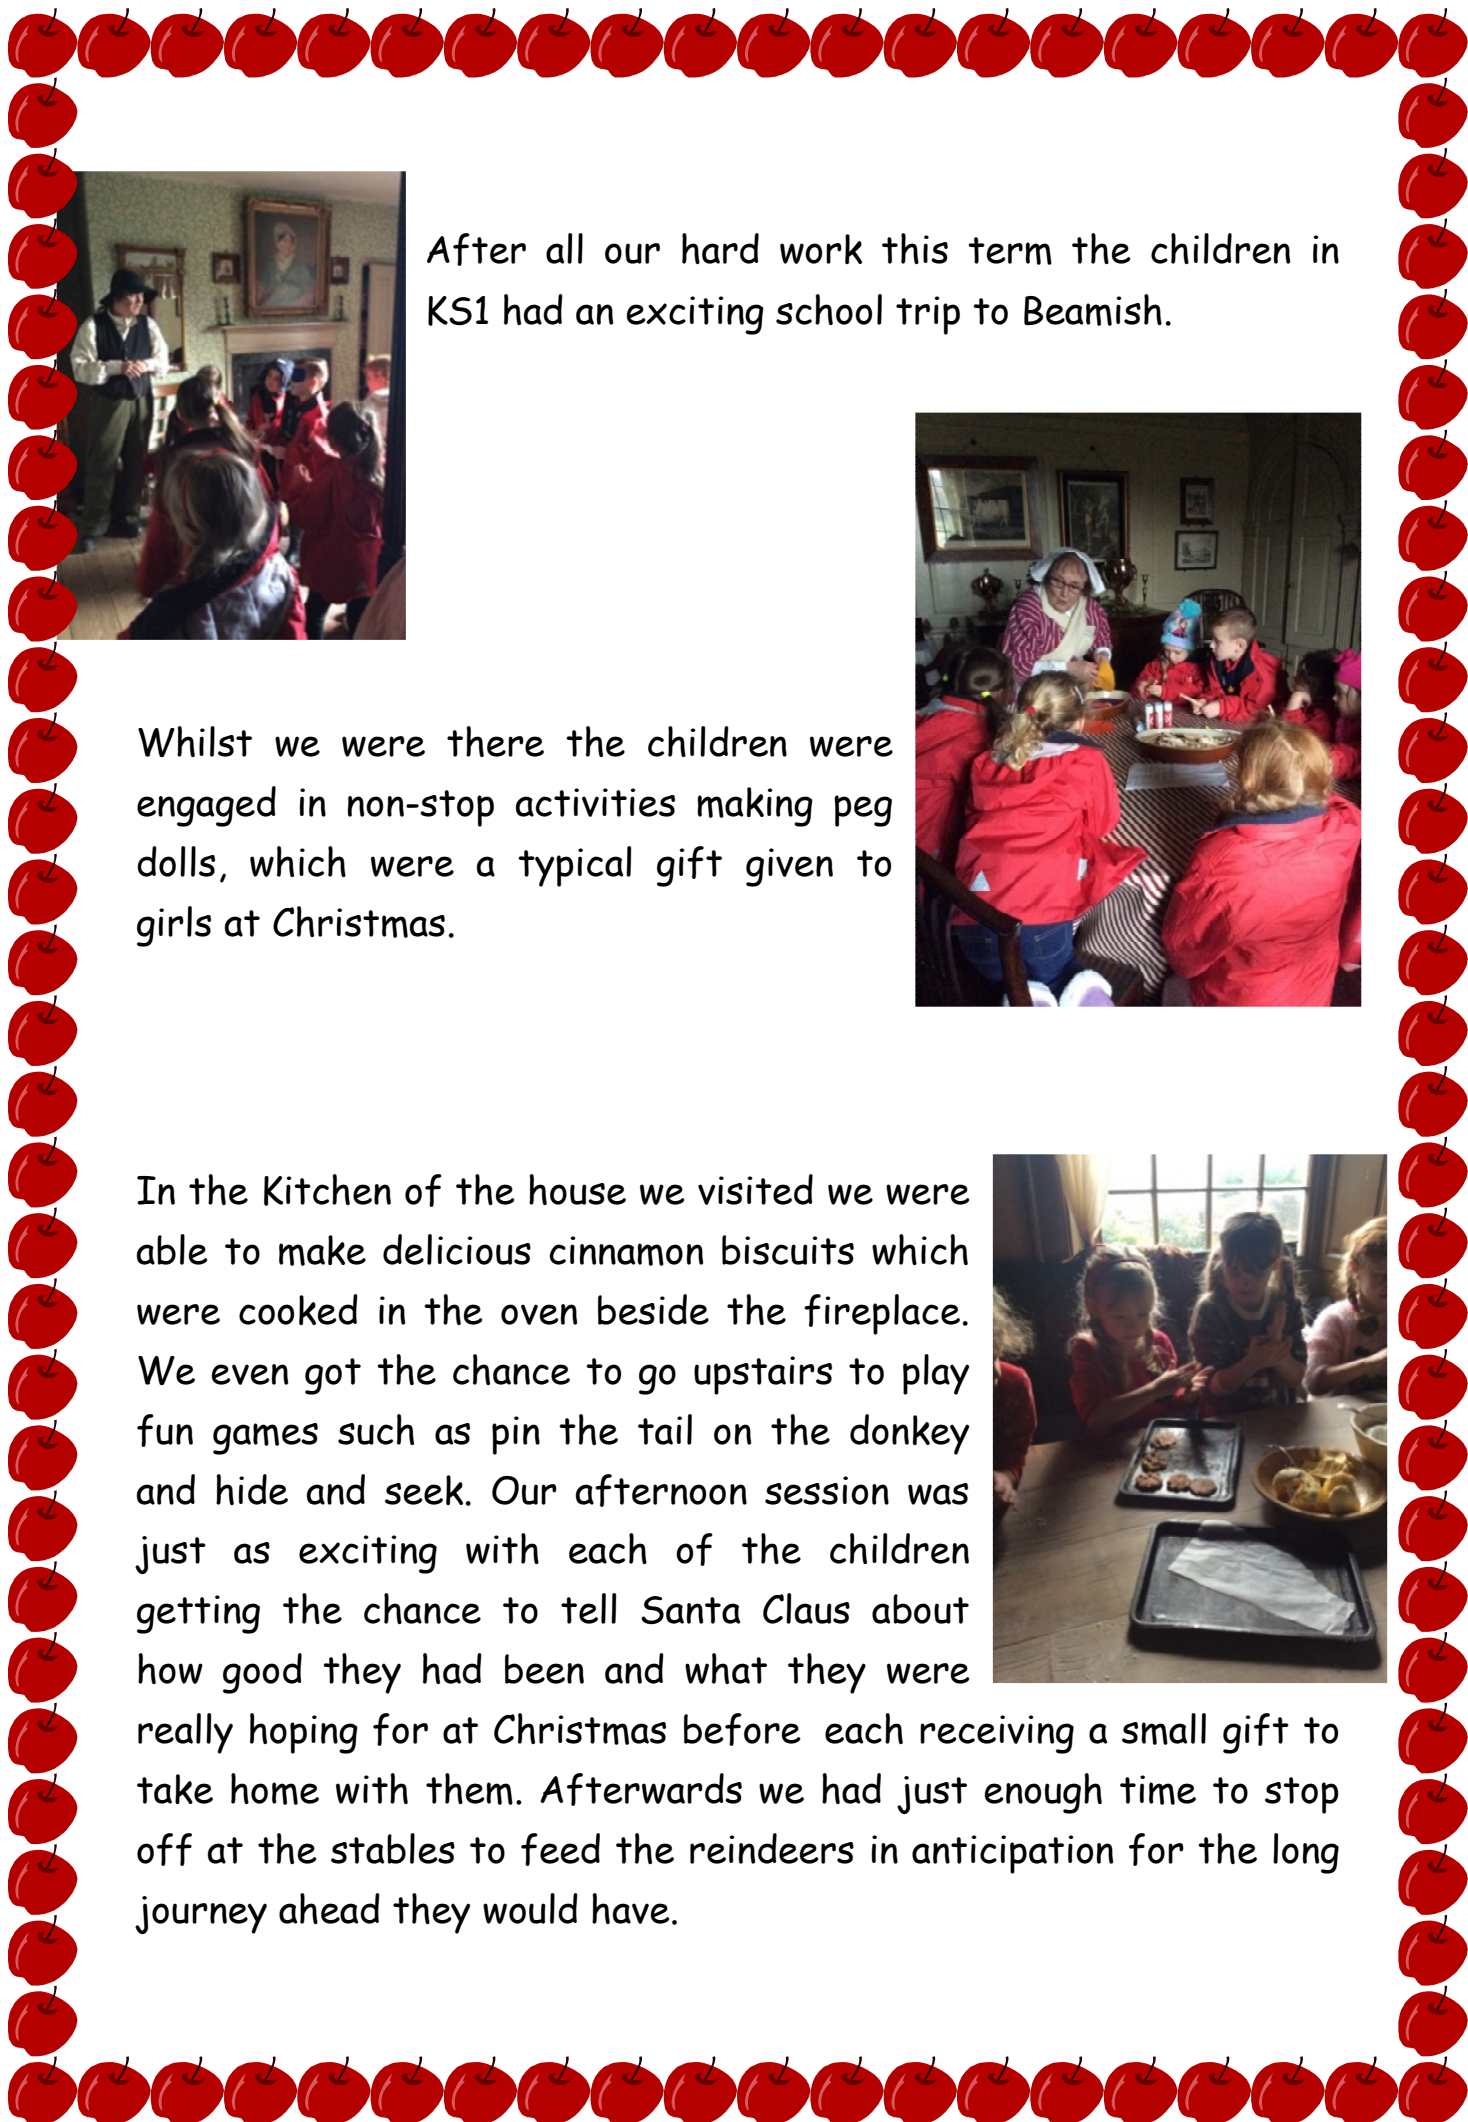 After all our hard work this term the children in
KS1 had an exciting school trip to Beamish.
Whilst we were there the children were
engaged in non-stop activities making peg
dolls, which were a typical gift given to
girls at Christmas.
In the Kitchen of the house we visited we were
able to make delicious cinnamon biscuits which
were cooked in the oven beside the fireplace.
We even got the chance to go upstairs to play
fun games such as pin the tail on the donkey
and hide and seek. Our afternoon session was
just as exciting with each of the children
getting the chance to tell Santa Claus about
how good they had been and what they were
really hoping for at Christmas before each receiving a small gift to
take home with them. Afterwards we had just enough time to stop
off at the stables to feed the reindeers in anticipation for the long
journey ahead they would have.